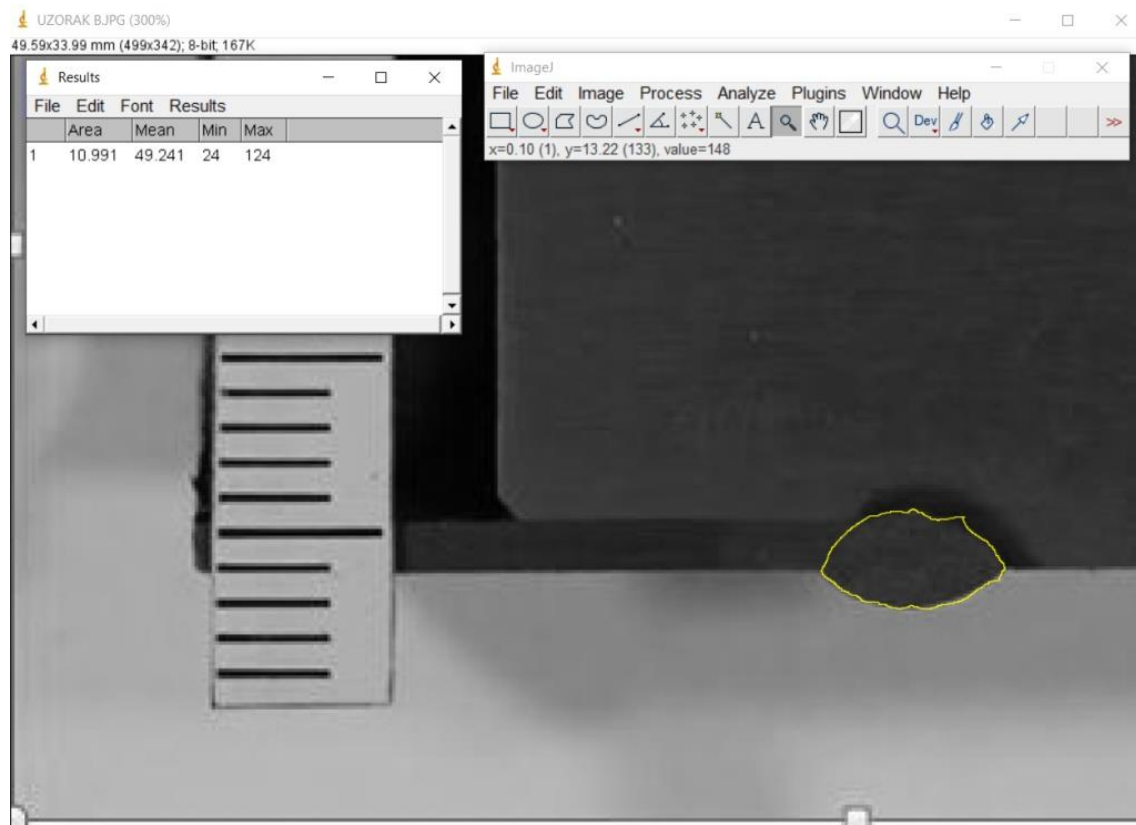 UZORAK B.JPG (300%)
49.59x33.99 mm (499x342); 8-bit; 167K
Results
File Edit Font Results
Area Mean Min Max
1 10.991 49.241 24 124
ImageJ
File Edit Image Process Analyze Plugins Window Help
A Dev >>
x=0.10 (1), y=13.22 (133), value=148